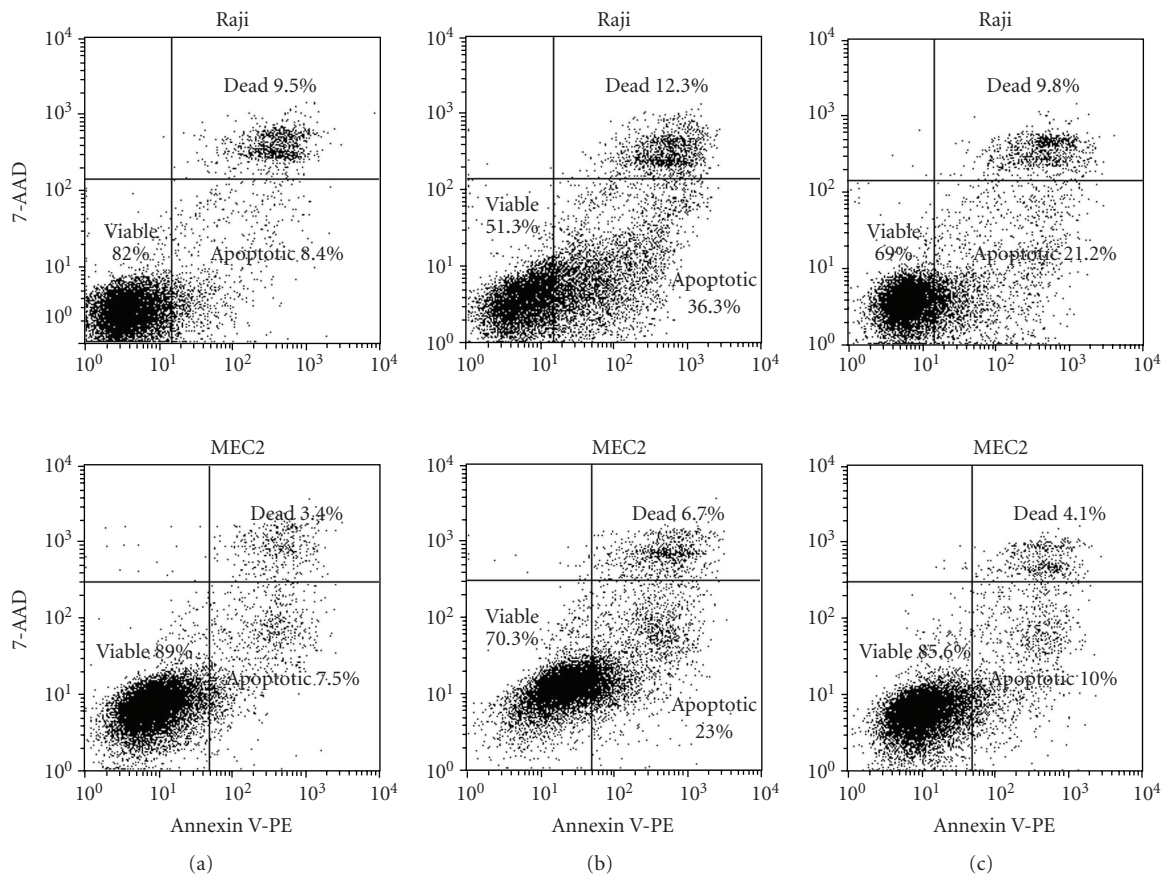 Raji
10^4
10^3
10^2
10^1
10^0
7-AAD
Dead 9.5%
Viable
82%
Apoptotic 8.4%
10^0 10^1 10^2 10^3 10^4
Raji
10^4
10^3
10^2
10^1
10^0
Dead 12.3%
Viable
51.3%
Apoptotic
36.3%
10^0 10^1 10^2 10^3 10^4
Raji
10^4
10^3
10^2
10^1
10^0
Dead 9.8%
Viable
69%
Apoptotic 21.2%
10^0 10^1 10^2 10^3 10^4
MEC2
10^4
10^3
10^2
10^1
10^0
7-AAD
Dead 3.4%
Viable 89%
Apoptotic 7.5%
10^0 10^1 10^2 10^3 10^4
Annexin V-PE
(a)
MEC2
10^4
10^3
10^2
10^1
10^0
Dead 6.7%
Viable
70.3%
Apoptotic
23%
10^0 10^1 10^2 10^3 10^4
Annexin V-PE
(b)
MEC2
10^4
10^3
10^2
10^1
10^0
Dead 4.1%
Viable 85.6%
Apoptotic 10%
10^0 10^1 10^2 10^3 10^4
Annexin V-PE
(c)